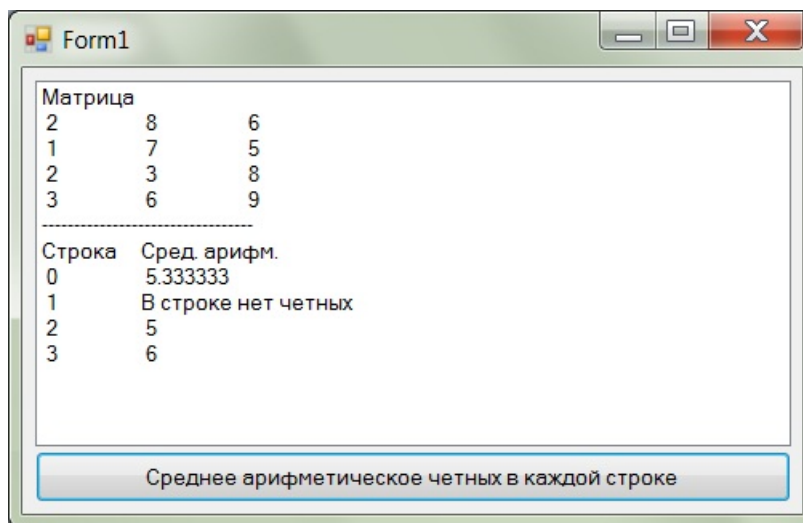 Form1
Матрица
2 8 6
1 7 5
2 3 8
3 6 9
---------------------------------
Строка Сред. арифм.
0 5.333333
1 В строке нет четных
2 5
3 6
Среднее арифметическое четных в каждой строке